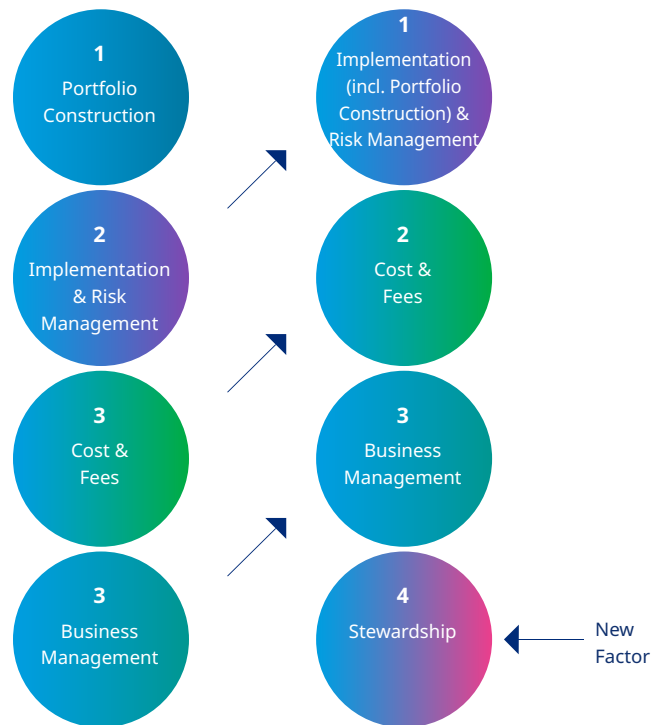 1
Portfolio
Construction
2
Implementation
& Risk
Management
3
Cost &
Fees
3
Business
Management
1
Implementation
(incl. Portfolio
Construction) &
Risk Management
2
Cost &
Fees
3
Business
Management
4
Stewardship
New
Factor